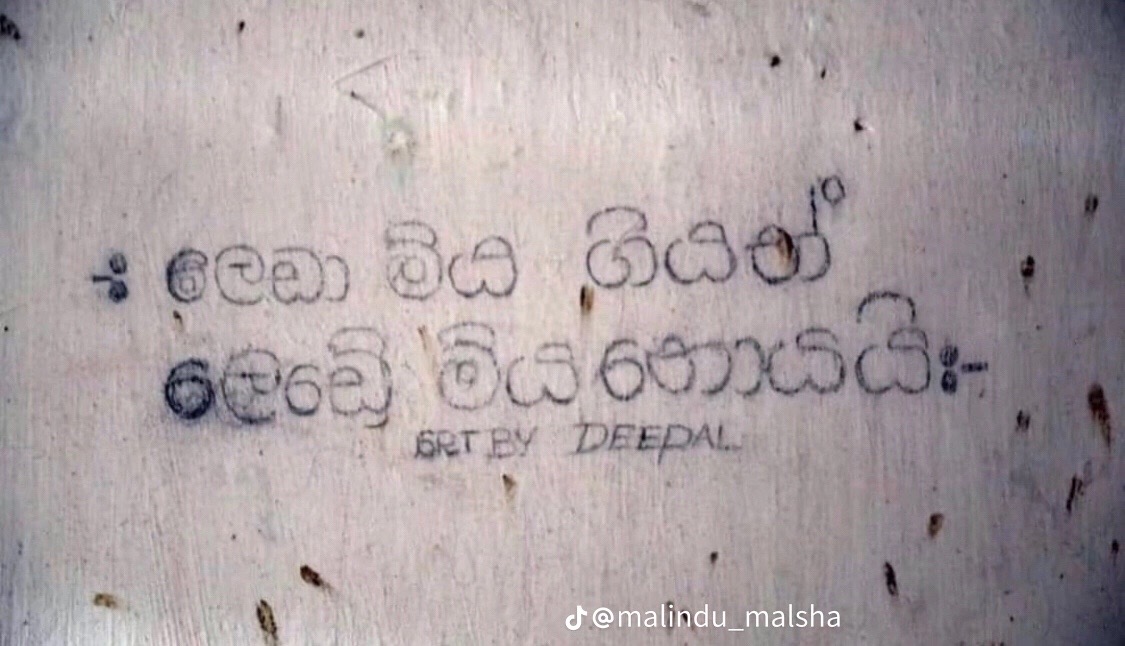 -: ලෙඩා මිය ගියත්
ලෙඩේ මිය නොයයි:-
ART BY DEEPAL
@malindu_malsha